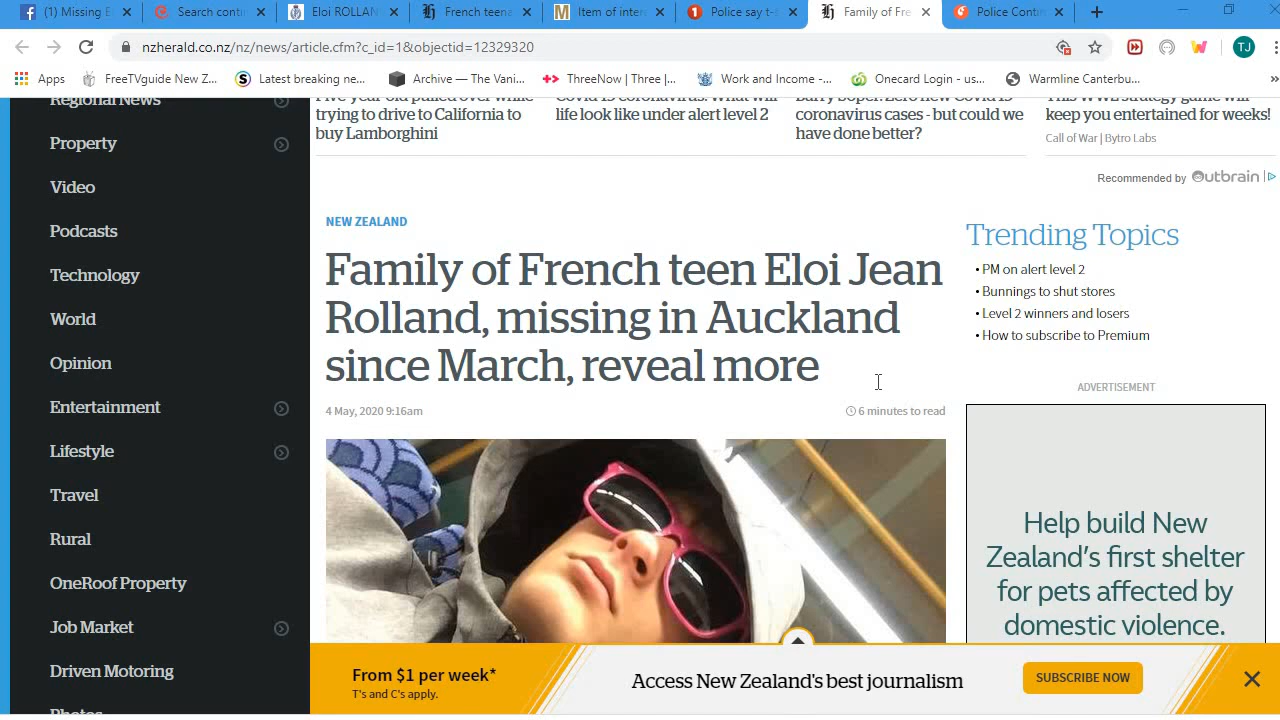 (1) Missing E
Search conti
Eloi ROLLAN
French teena
Item of inter
Police say t-s
Family of Fre
Police Contin
nzherald.co.nz/nz/news/article.cfm?c_id=1&objectid=12329320
TJ
Apps
FreeTVguide New Z...
Latest breaking ne...
Archive — The Vani...
ThreeNow | Three |...
Work and Income -...
Onecard Login - us...
Warmline Canterbu...
»
Regional News
Property
Video
Podcasts
Technology
World
Opinion
Entertainment
Lifestyle
Travel
Rural
OneRoof Property
Job Market
Driven Motoring
Photos
Five year old pulled over while
trying to drive to California to
buy Lamborghini
Covid 19 coronavirus: What will
life look like under alert level 2
Barry Soper: Zero new Covid 19
coronavirus cases - but could we
have done better?
This WW2 strategy game will
keep you entertained for weeks!
Call of War | Bytro Labs
Recommended by Outbrain
NEW ZEALAND
Family of French teen Eloi Jean
Rolland, missing in Auckland
since March, reveal more
4 May, 2020 9:16am
6 minutes to read
Trending Topics
• PM on alert level 2
• Bunnings to shut stores
• Level 2 winners and losers
• How to subscribe to Premium
ADVERTISEMENT
Help build New
Zealand's first shelter
for pets affected by
domestic violence.
From $1 per week*
T's and C's apply.
Access New Zealand's best journalism
SUBSCRIBE NOW